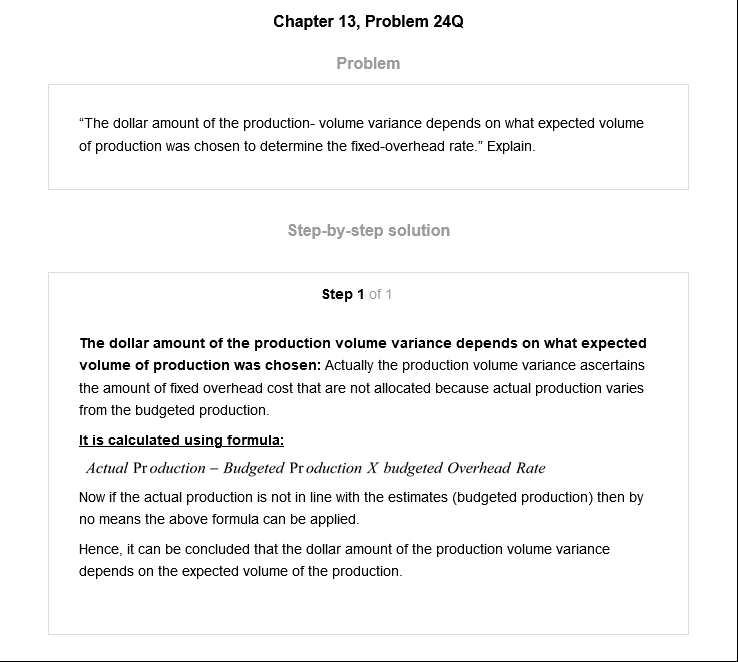 Chapter 13, Problem 24Q
Problem
“The dollar amount of the production- volume variance depends on what expected volume
of production was chosen to determine the fixed-overhead rate.” Explain.
Step-by-step solution
Step 1 of 1
The dollar amount of the production volume variance depends on what expected
volume of production was chosen: Actually the production volume variance ascertains
the amount of fixed overhead cost that are not allocated because actual production varies
from the budgeted production.
It is calculated using formula:
Actual Production – Budgeted Production X budgeted Overhead Rate
Now if the actual production is not in line with the estimates (budgeted production) then by
no means the above formula can be applied.
Hence, it can be concluded that the dollar amount of the production volume variance
depends on the expected volume of the production.